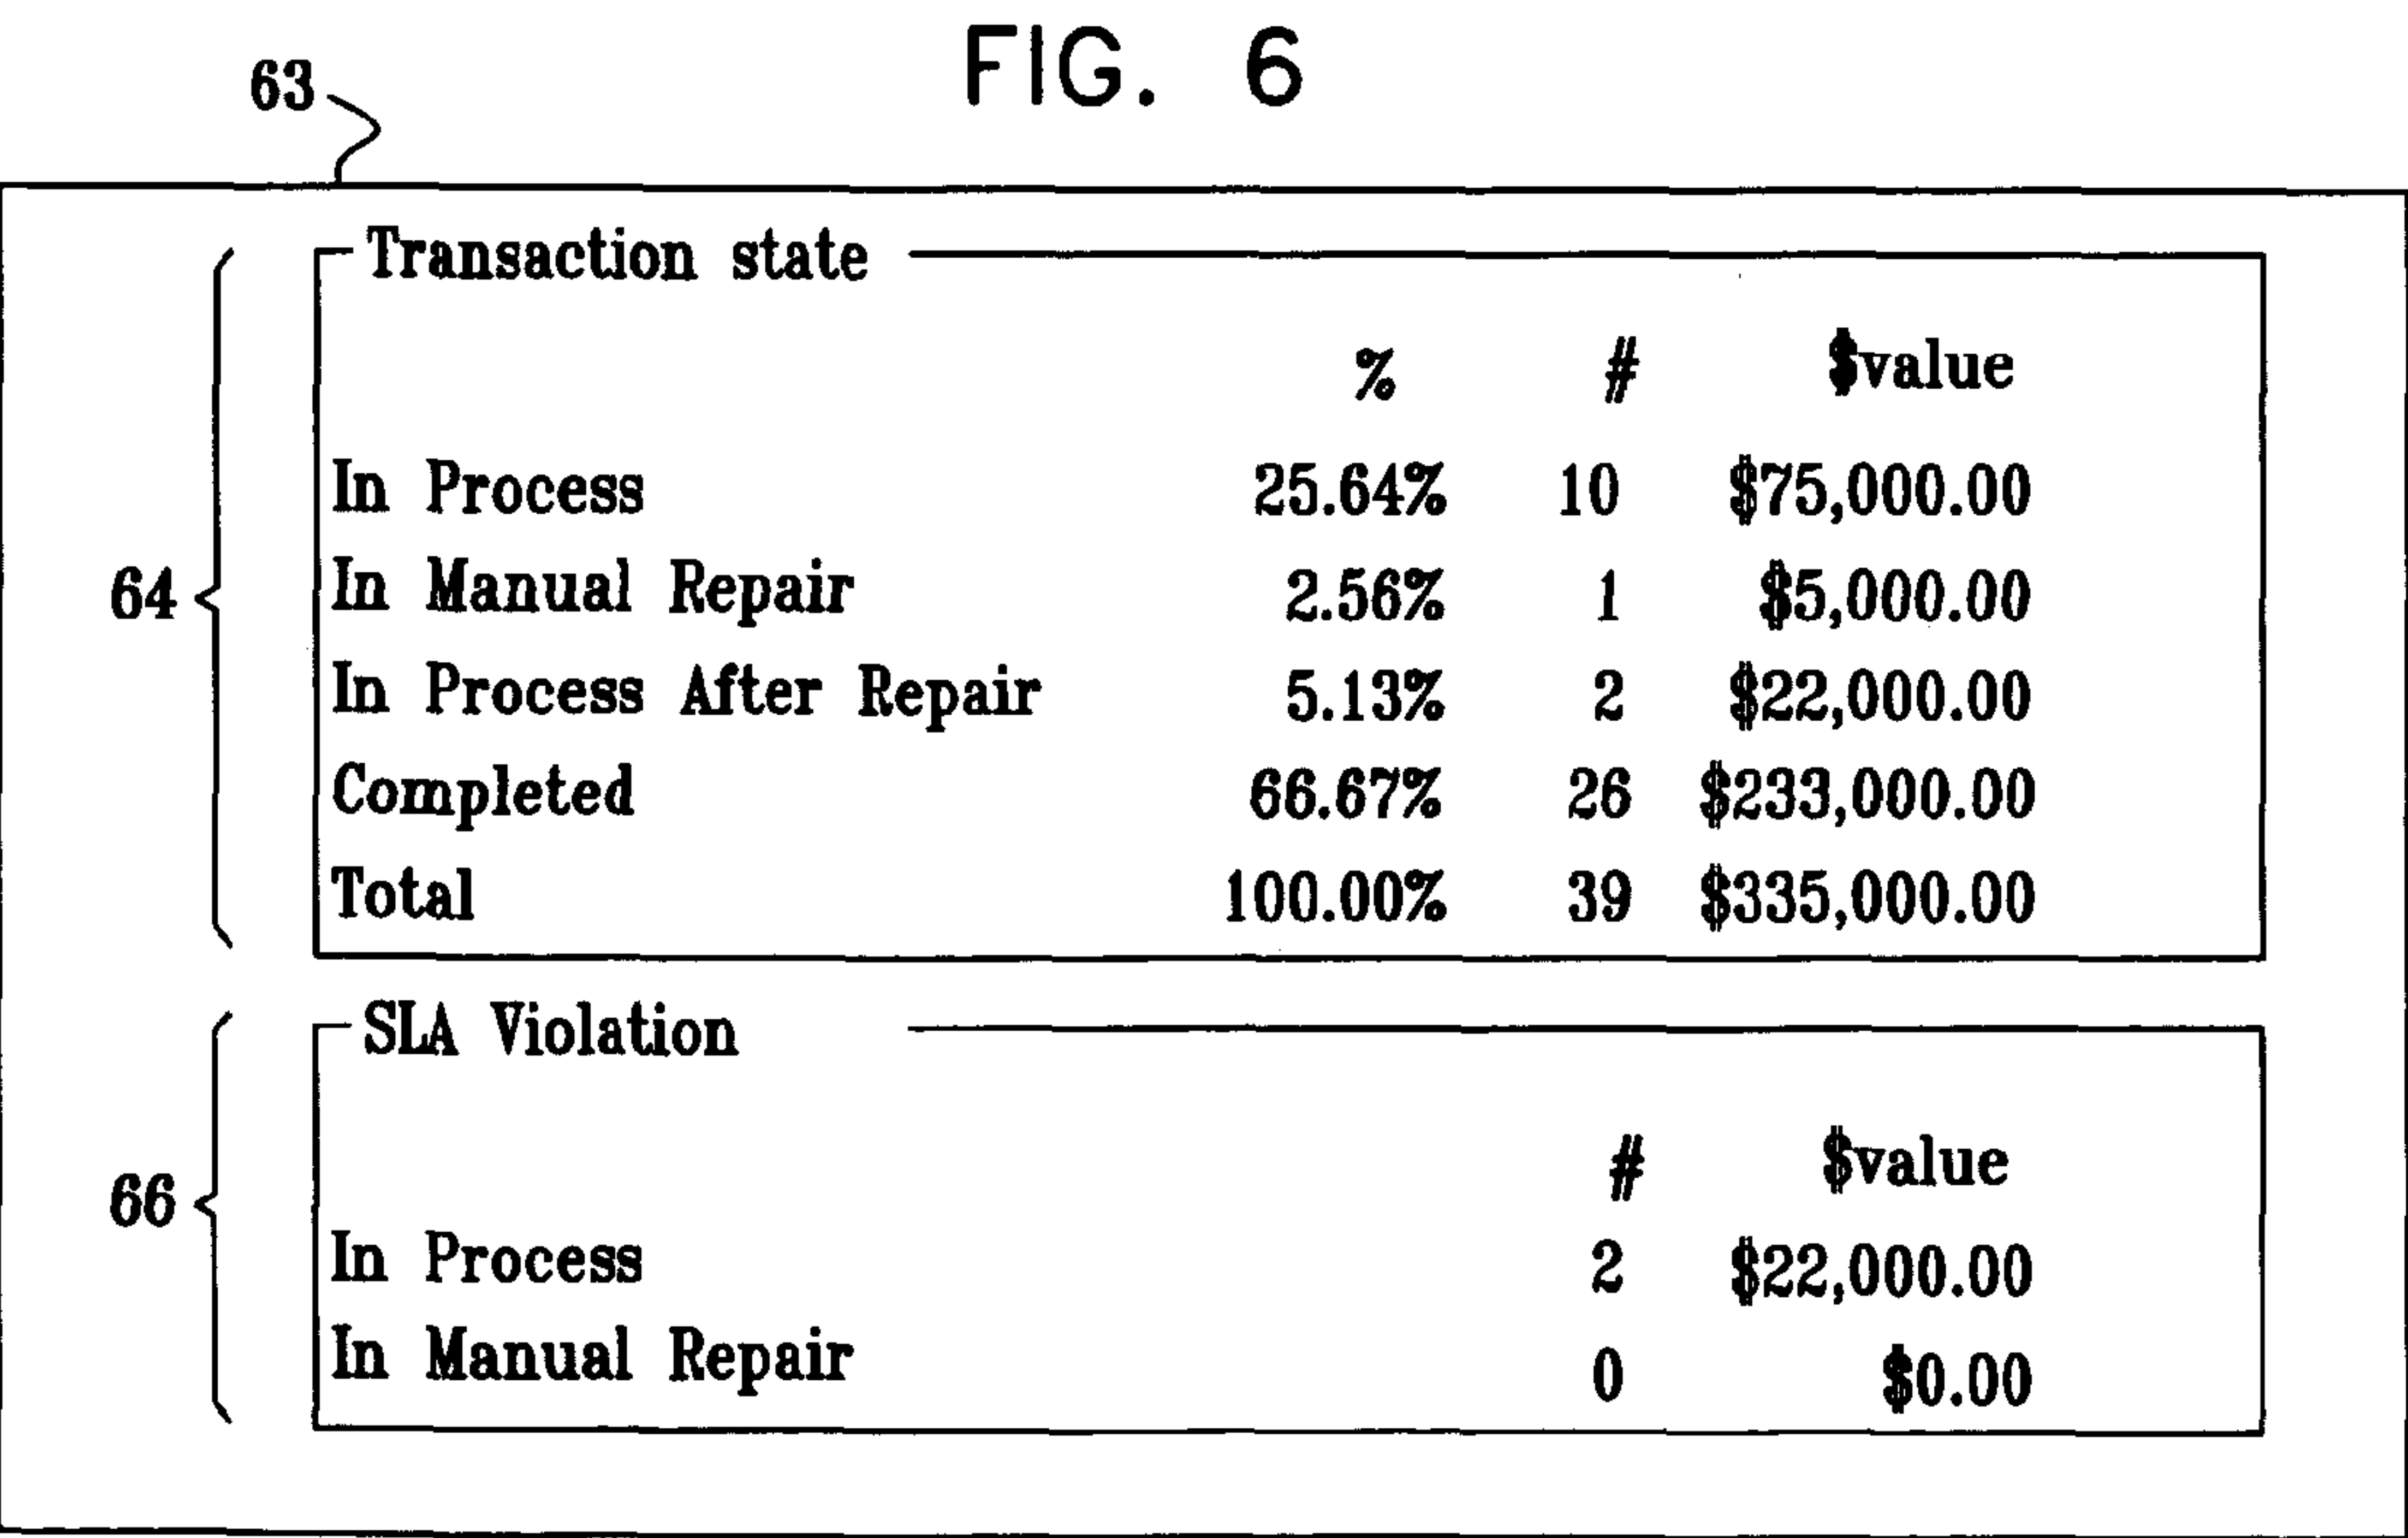 FIG. 6
63
Transaction state
% # $value
In Process 25.64% 10 $75,000.00
In Manual Repair 2.56% 1 $5,000.00
64
In Process After Repair 5.13% 2 $22,000.00
Completed 66.67% 26 $233,000.00
Total 100.00% 39 $335,000.00
SLA Violation
# $value
66
In Process 2 $22,000.00
In Manual Repair 0 $0.00